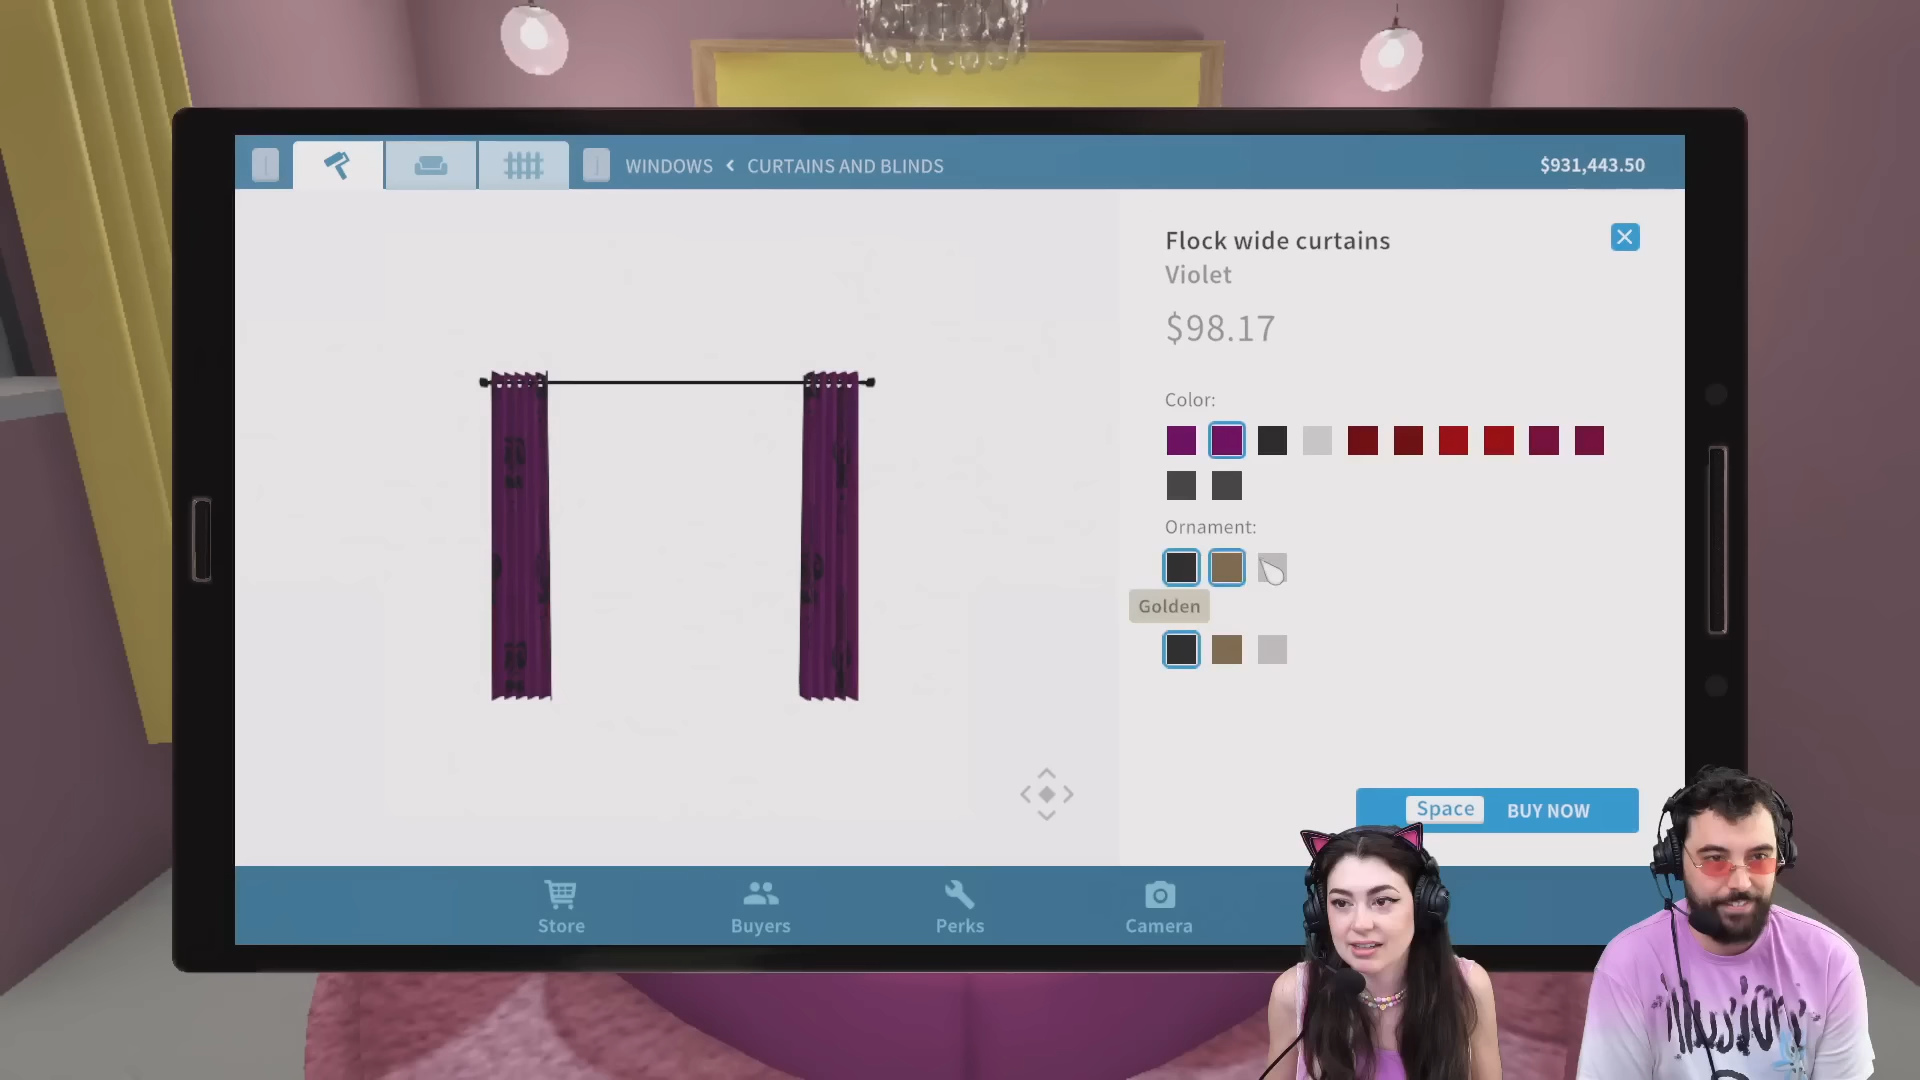 WINDOWS < CURTAINS AND BLINDS
$931,443.50
Flock wide curtains
Violet
$98.17
Color:
Ornament:
Golden
Space BUY NOW
Store
Buyers
Perks
Camera
illusion